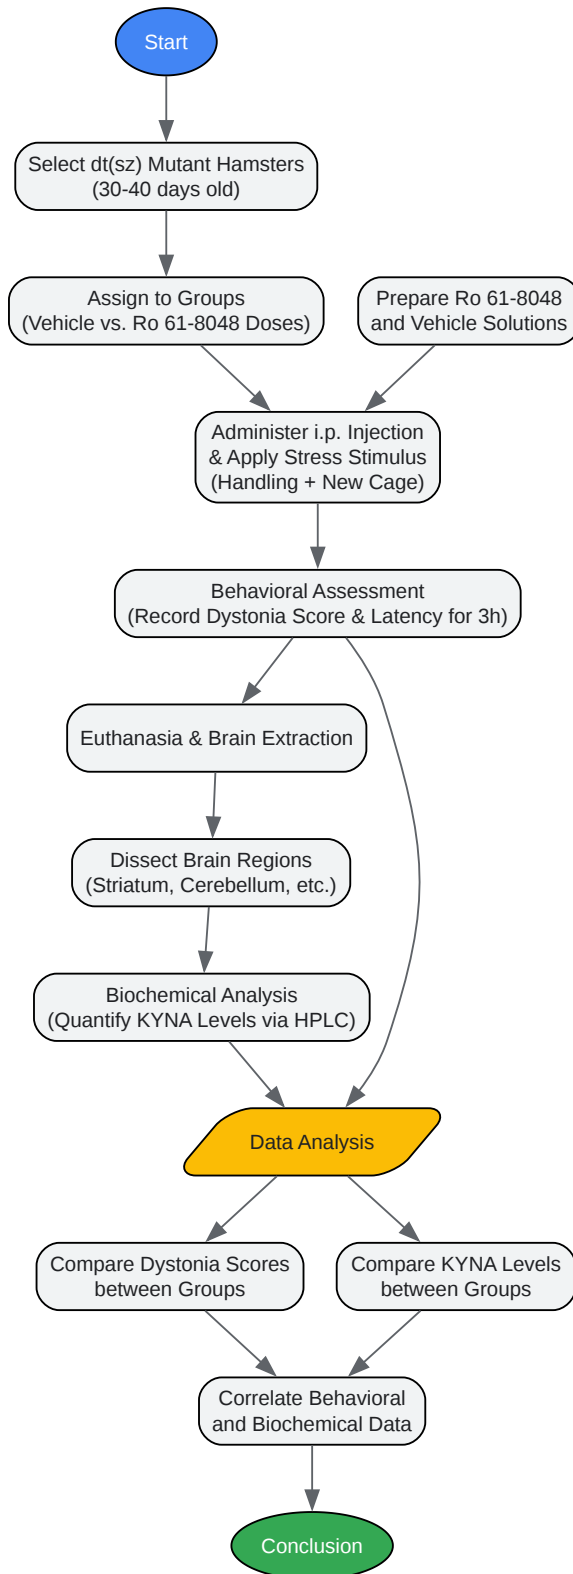 Start
Select dt(sz) Mutant Hamsters
(30-40 days old)
Assign to Groups
(Vehicle vs. Ro 61-8048 Doses)
Prepare Ro 61-8048
and Vehicle Solutions
Administer i.p. Injection
& Apply Stress Stimulus
(Handling + New Cage)
Behavioral Assessment
(Record Dystonia Score & Latency for 3h)
Euthanasia & Brain Extraction
Dissect Brain Regions
(Striatum, Cerebellum, etc.)
Biochemical Analysis
(Quantify KYNA Levels via HPLC)
Data Analysis
Compare Dystonia Scores
between Groups
Compare KYNA Levels
between Groups
Correlate Behavioral
and Biochemical Data
Conclusion